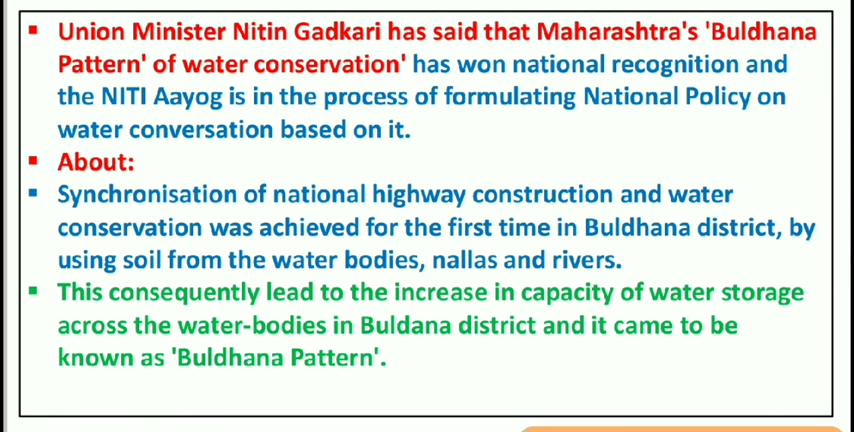 ▪ Union Minister Nitin Gadkari has said that Maharashtra's 'Buldhana
Pattern' of water conservation' has won national recognition and
the NITI Aayog is in the process of formulating National Policy on
water conversation based on it.
▪ About:
▪ Synchronisation of national highway construction and water
conservation was achieved for the first time in Buldhana district, by
using soil from the water bodies, nallas and rivers.
▪ This consequently lead to the increase in capacity of water storage
across the water-bodies in Buldana district and it came to be
known as 'Buldhana Pattern'.